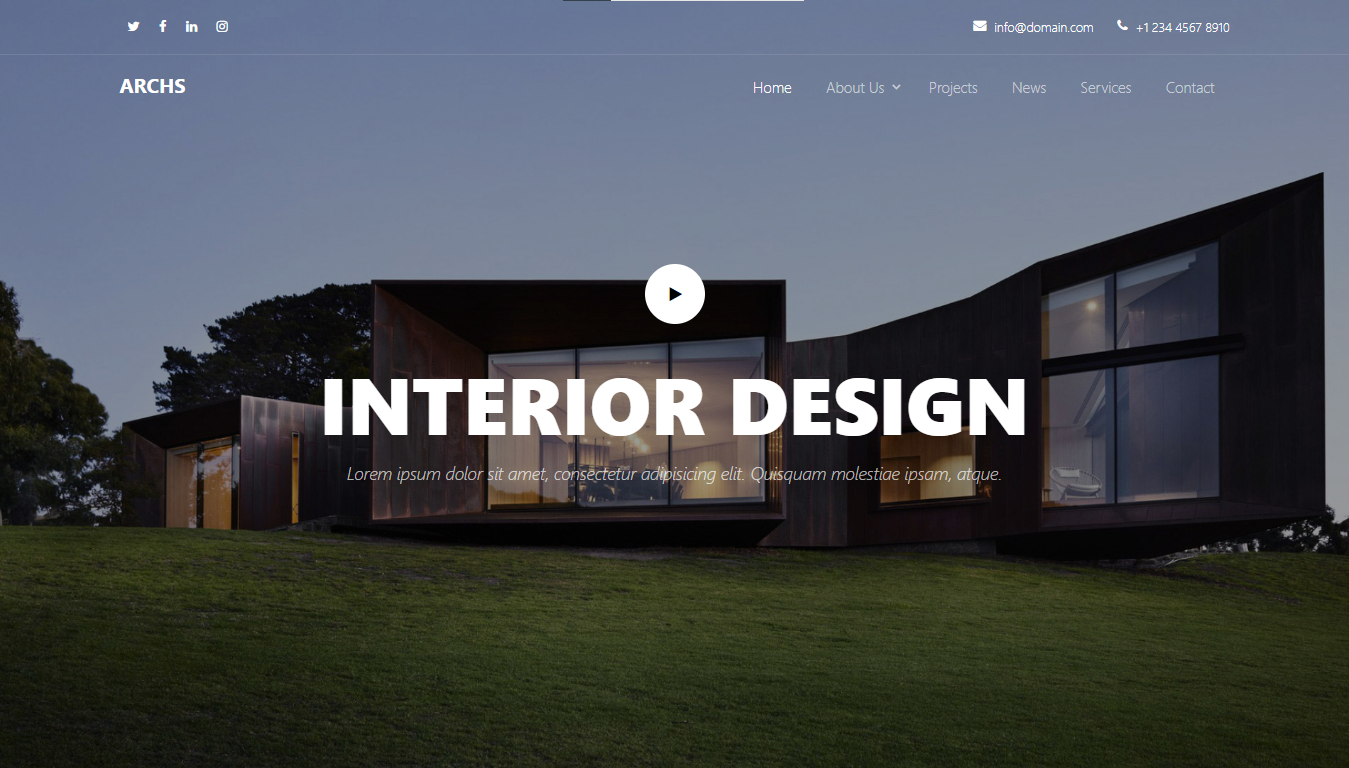 info@domain.com +1 234 4567 8910
ARCHS Home About Us Projects News Services Contact
INTERIOR DESIGN
Lorem ipsum dolor sit amet, consectetur adipisicing elit. Quisquam molestiae ipsam, atque.